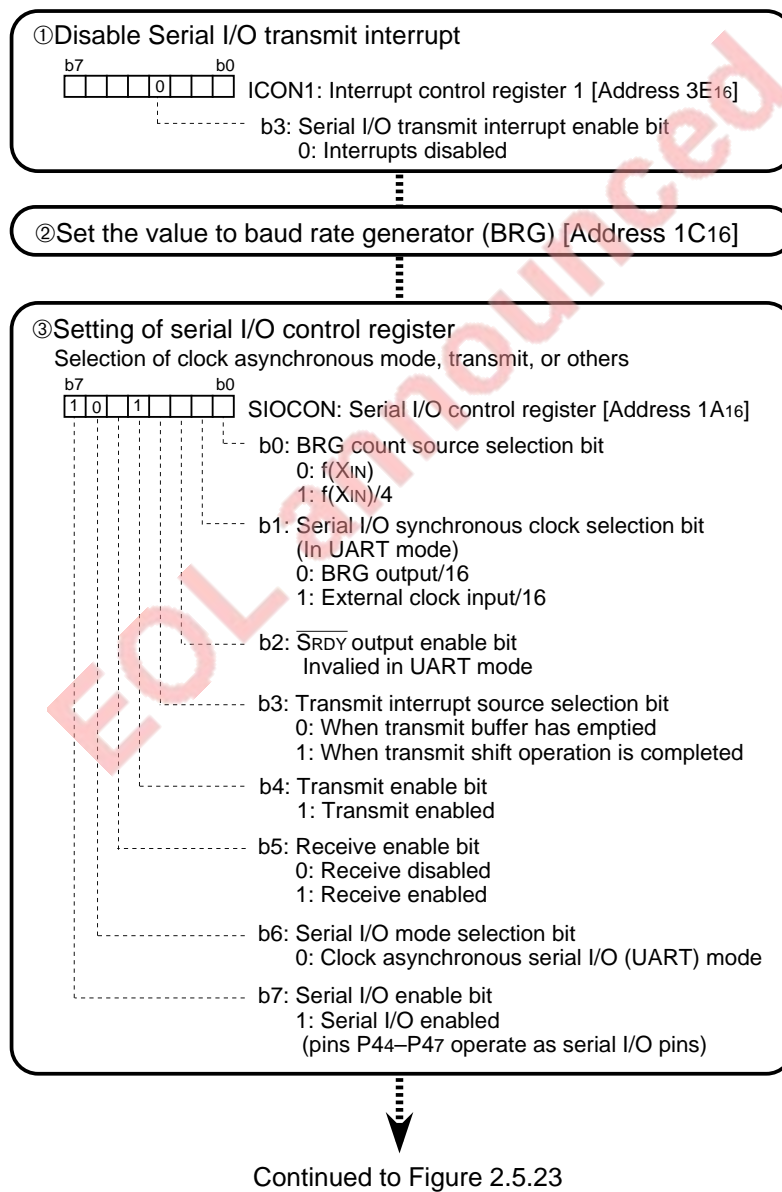 ①Disable Serial I/O transmit interrupt
b7 b0
0 ICON1: Interrupt control register 1 [Address 3E16]
b3: Serial I/O transmit interrupt enable bit
0: Interrupts disabled
②Set the value to baud rate generator (BRG) [Address 1C16]
③Setting of serial I/O control register
Selection of clock asynchronous mode, transmit, or others
b7 b0
1 0 1 SIOCON: Serial I/O control register [Address 1A16]
b0: BRG count source selection bit
0: f(XIN)
1: f(XIN)/4
b1: Serial I/O synchronous clock selection bit
(In UART mode)
0: BRG output/16
1: External clock input/16
b2: SRDY output enable bit
Invalied in UART mode
b3: Transmit interrupt source selection bit
0: When transmit buffer has emptied
1: When transmit shift operation is completed
b4: Transmit enable bit
1: Transmit enabled
b5: Receive enable bit
0: Receive disabled
1: Receive enabled
b6: Serial I/O mode selection bit
0: Clock asynchronous serial I/O (UART) mode
b7: Serial I/O enable bit
1: Serial I/O enabled
(pins P44–P47 operate as serial I/O pins)
Continued to Figure 2.5.23
EOL announced